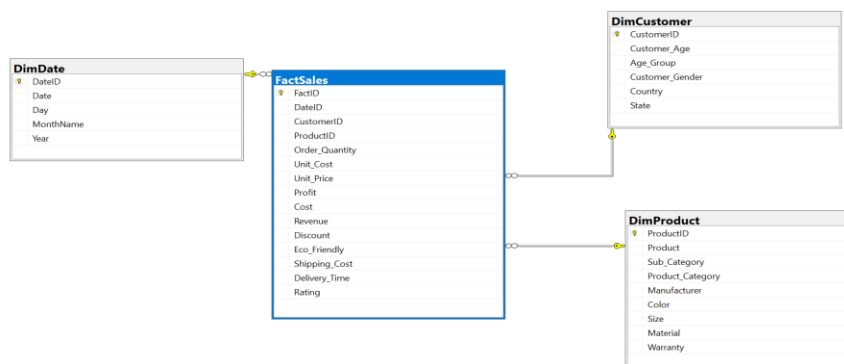 DimDate
DateID
Date
Day
MonthName
Year
FactSales
FactID
DateID
CustomerID
ProductID
Order_Quantity
Unit_Cost
Unit_Price
Profit
Cost
Revenue
Discount
Eco_Friendly
Shipping_Cost
Delivery_Time
Rating
DimCustomer
CustomerID
Customer_Age
Age_Group
Customer_Gender
Country
State
DimProduct
ProductID
Product
Sub_Category
Product_Category
Manufacturer
Color
Size
Material
Warranty